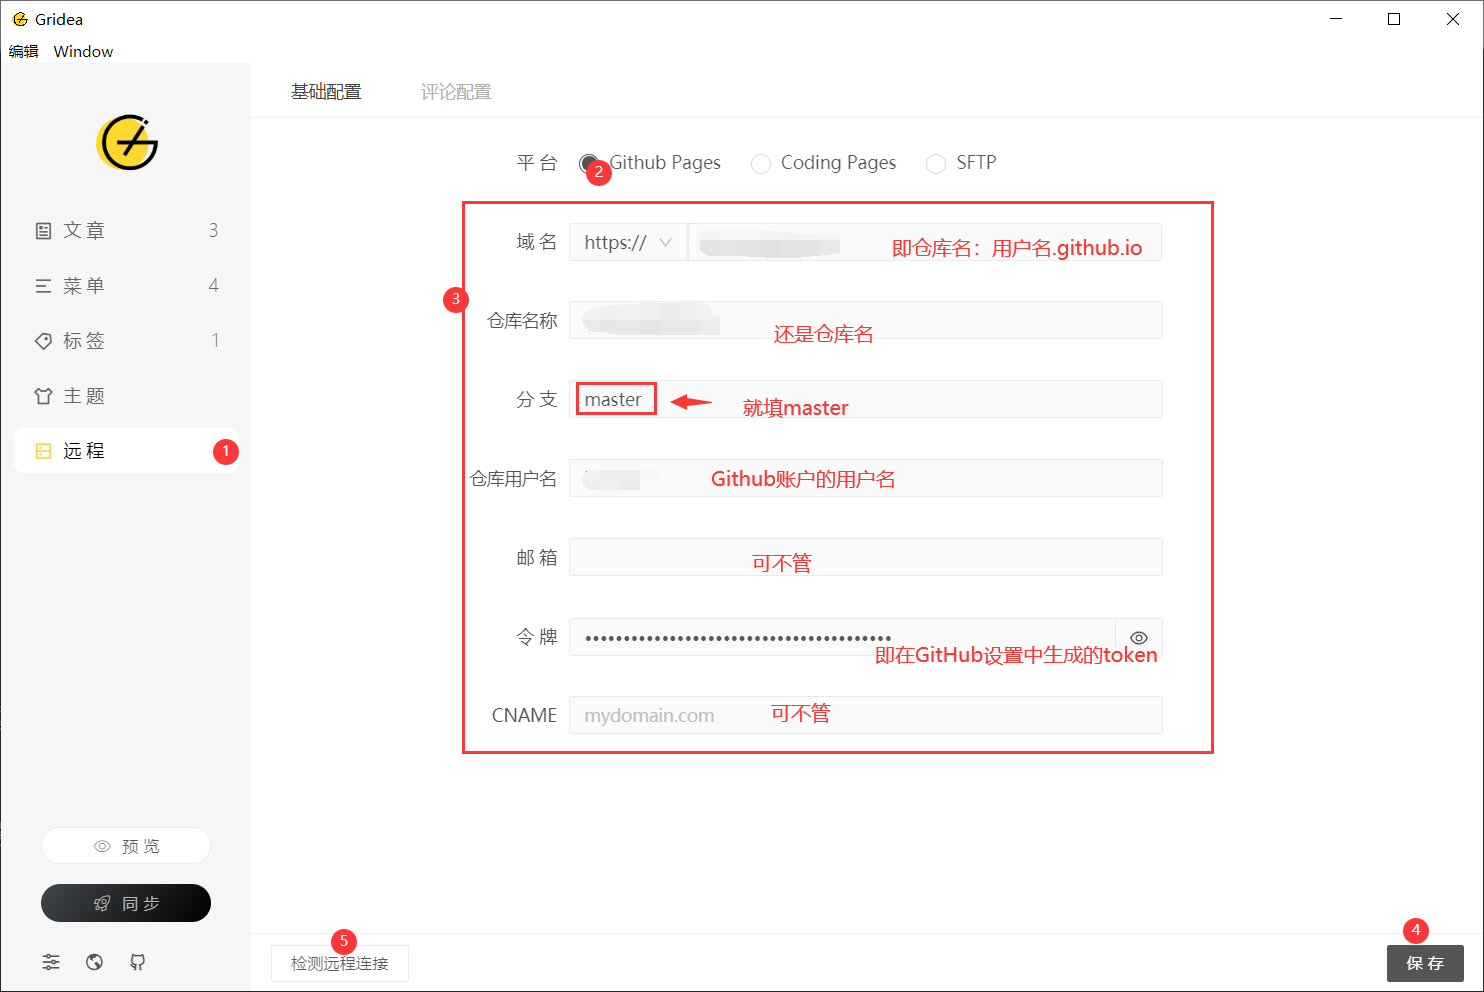 Gridea
编辑 Window
基础配置 评论配置
平台 2 Github Pages Coding Pages SFTP
文章 3
菜单 4
标签 1
主题
远程 1
3
域名 https:// 即仓库名：用户名.github.io
仓库名称 还是仓库名
分支 master 就填master
仓库用户名 Github账户的用户名
邮箱 可不管
令牌 ••••••••••••••••••••••••••••••••••••••••
即在GitHub设置中生成的token
CNAME mydomain.com 可不管
预览
同步
5
检测远程连接
4
保存